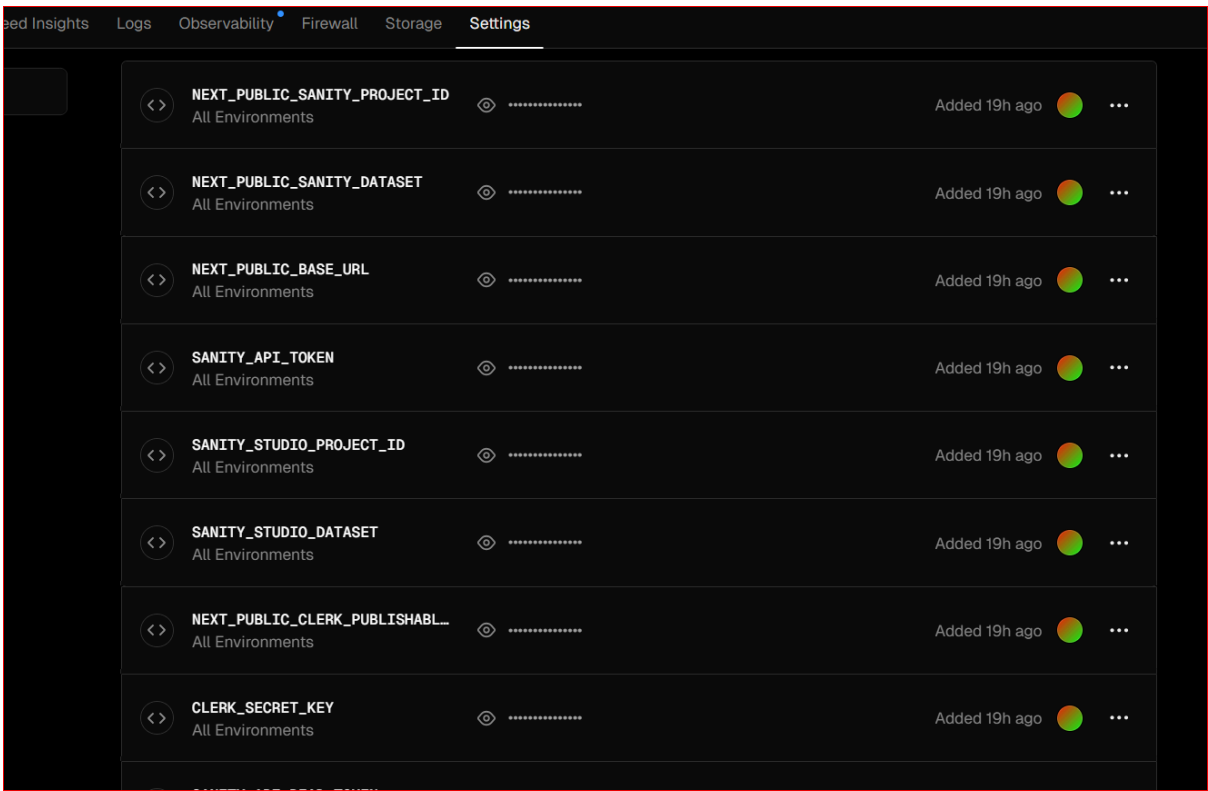 eed Insights Logs Observability Firewall Storage Settings
NEXT_PUBLIC_SANITY_PROJECT_ID
All Environments
•••••••••••••••
Added 19h ago
NEXT_PUBLIC_SANITY_DATASET
All Environments
•••••••••••••••
Added 19h ago
NEXT_PUBLIC_BASE_URL
All Environments
•••••••••••••••
Added 19h ago
SANITY_API_TOKEN
All Environments
•••••••••••••••
Added 19h ago
SANITY_STUDIO_PROJECT_ID
All Environments
•••••••••••••••
Added 19h ago
SANITY_STUDIO_DATASET
All Environments
•••••••••••••••
Added 19h ago
NEXT_PUBLIC_CLERK_PUBLISHABL…
All Environments
•••••••••••••••
Added 19h ago
CLERK_SECRET_KEY
All Environments
•••••••••••••••
Added 19h ago